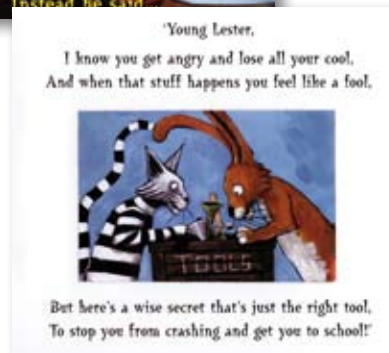 Instead he said...
'Young Lester,
I know you get angry and lose all your cool,
And when that stuff happens you feel like a fool,
TOOLS
But here's a wise secret that's just the right tool,
To stop you from crashing and get you to school!'